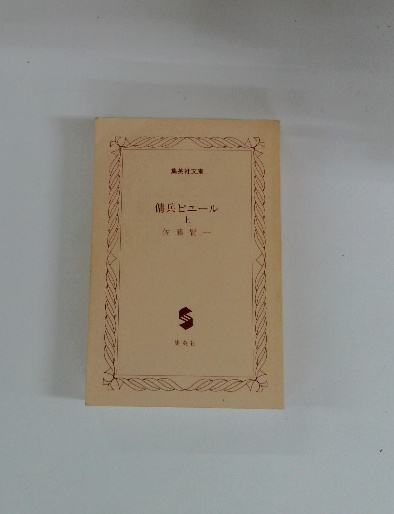 集英社文庫
傭兵ピエール
上
佐藤賢一
集英社